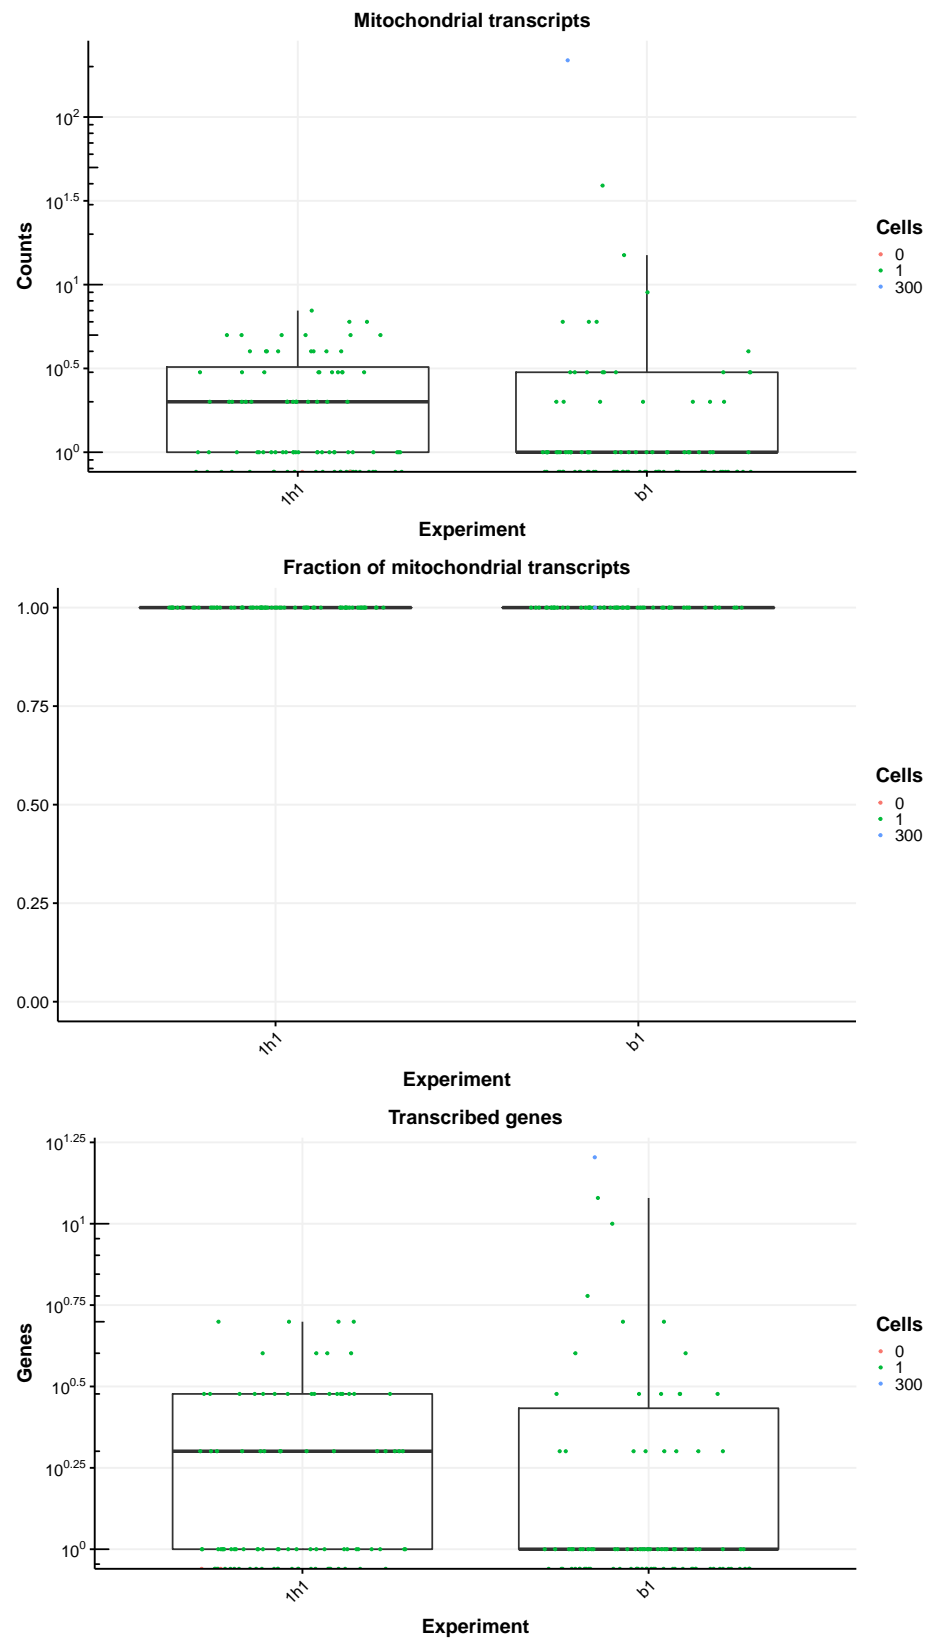 Mitochondrial transcripts
Counts
10^2
10^1.5
10^1
10^0.5
10^0
1h1
b1
Experiment
Cells
0
1
300
Fraction of mitochondrial transcripts
1.00
0.75
0.50
0.25
0.00
1h1
b1
Experiment
Cells
0
1
300
Transcribed genes
Genes
10^1.25
10^1
10^0.75
10^0.5
10^0.25
10^0
1h1
b1
Experiment
Cells
0
1
300